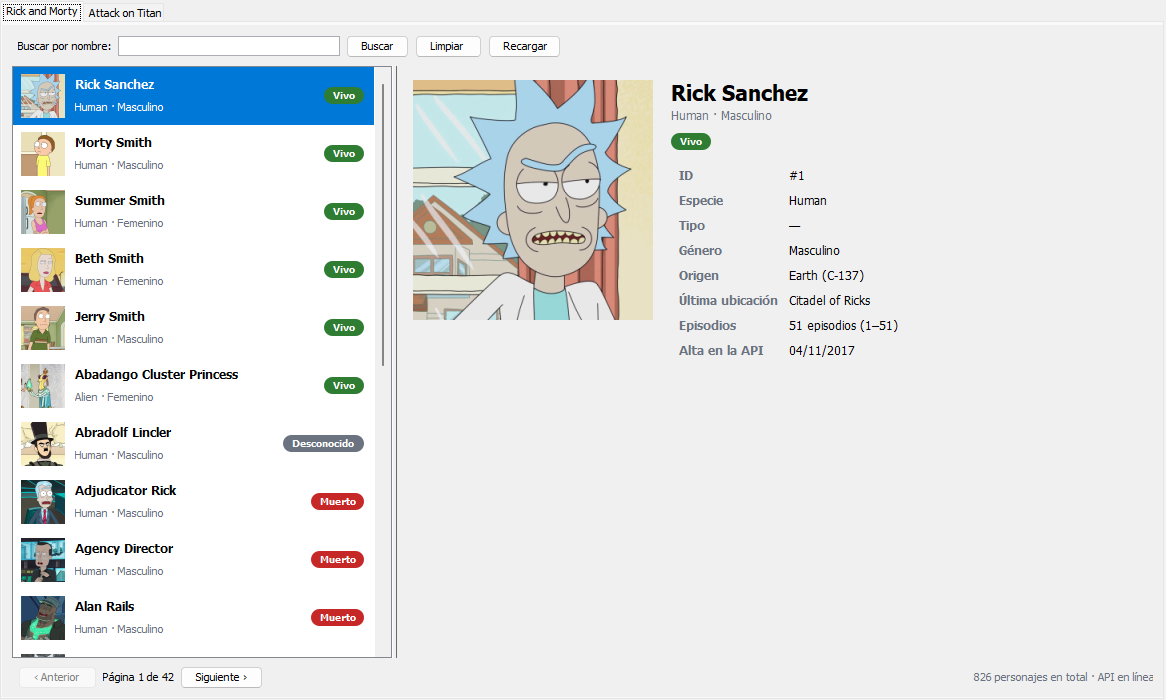 Rick and Morty Attack on Titan
Buscar por nombre: Buscar Limpiar Recargar
Rick Sanchez
Human · Masculino
Vivo
Morty Smith
Human · Masculino
Vivo
Summer Smith
Human · Femenino
Vivo
Beth Smith
Human · Femenino
Vivo
Jerry Smith
Human · Masculino
Vivo
Abadango Cluster Princess
Alien · Femenino
Vivo
Abradolf Lincler
Human · Masculino
Desconocido
Adjudicator Rick
Human · Masculino
Muerto
Agency Director
Human · Masculino
Muerto
Alan Rails
Human · Masculino
Muerto
‹ Anterior Página 1 de 42 Siguiente ›
Rick Sanchez
Human · Masculino
Vivo
ID #1
Especie Human
Tipo —
Género Masculino
Origen Earth (C-137)
Última ubicación Citadel of Ricks
Episodios 51 episodios (1–51)
Alta en la API 04/11/2017
826 personajes en total · API en línea